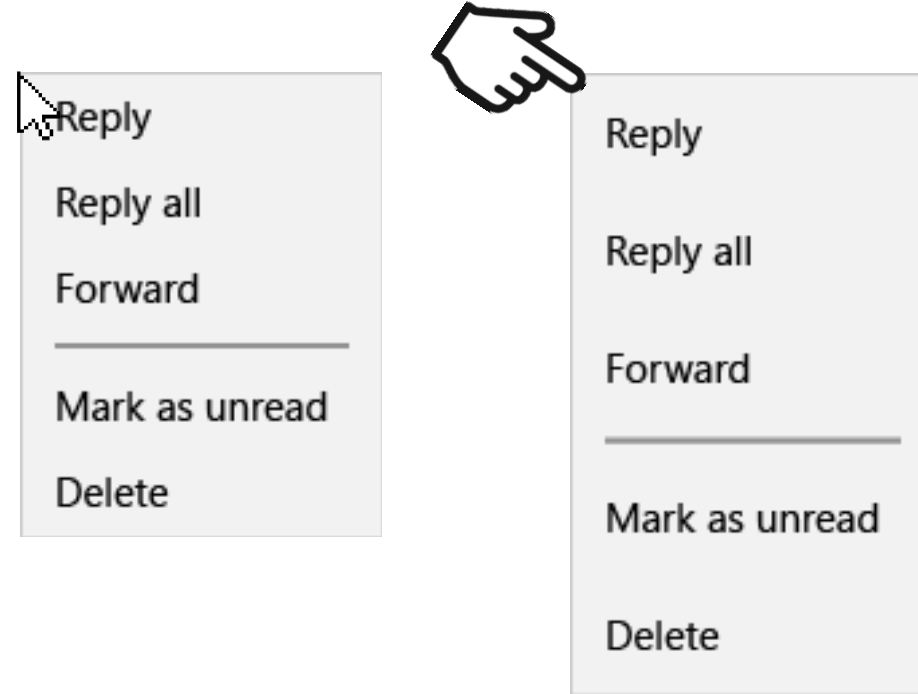 Reply
Reply all
Forward
Mark as unread
Delete
Reply
Reply all
Forward
Mark as unread
Delete